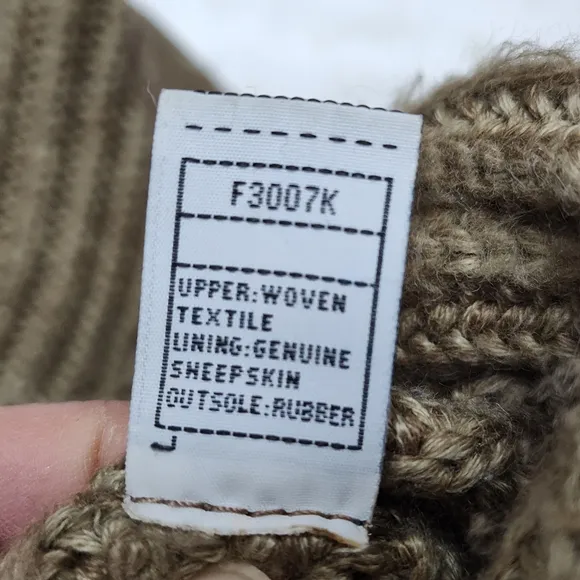 F3007K
UPPER:WOVEN
TEXTILE
LINING:GENUINE
SHEEPSKIN
OUTSOLE:RUBBER